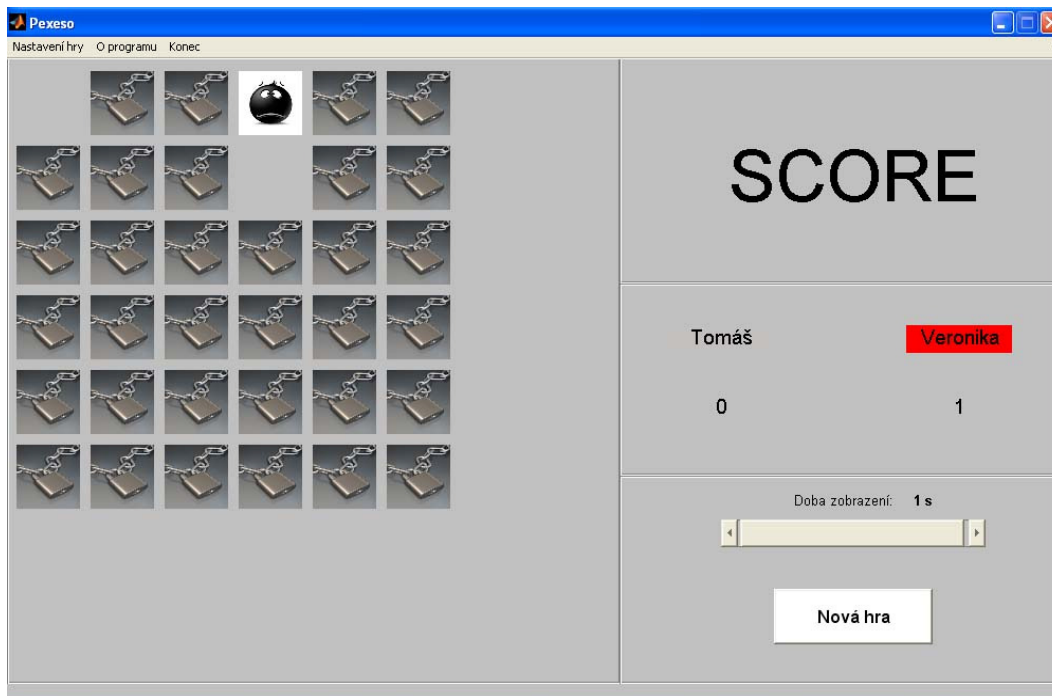 Pexeso
Nastavení hry O programu Konec
SCORE
Tomáš Veronika
0 1
Doba zobrazení: 1 s
Nová hra